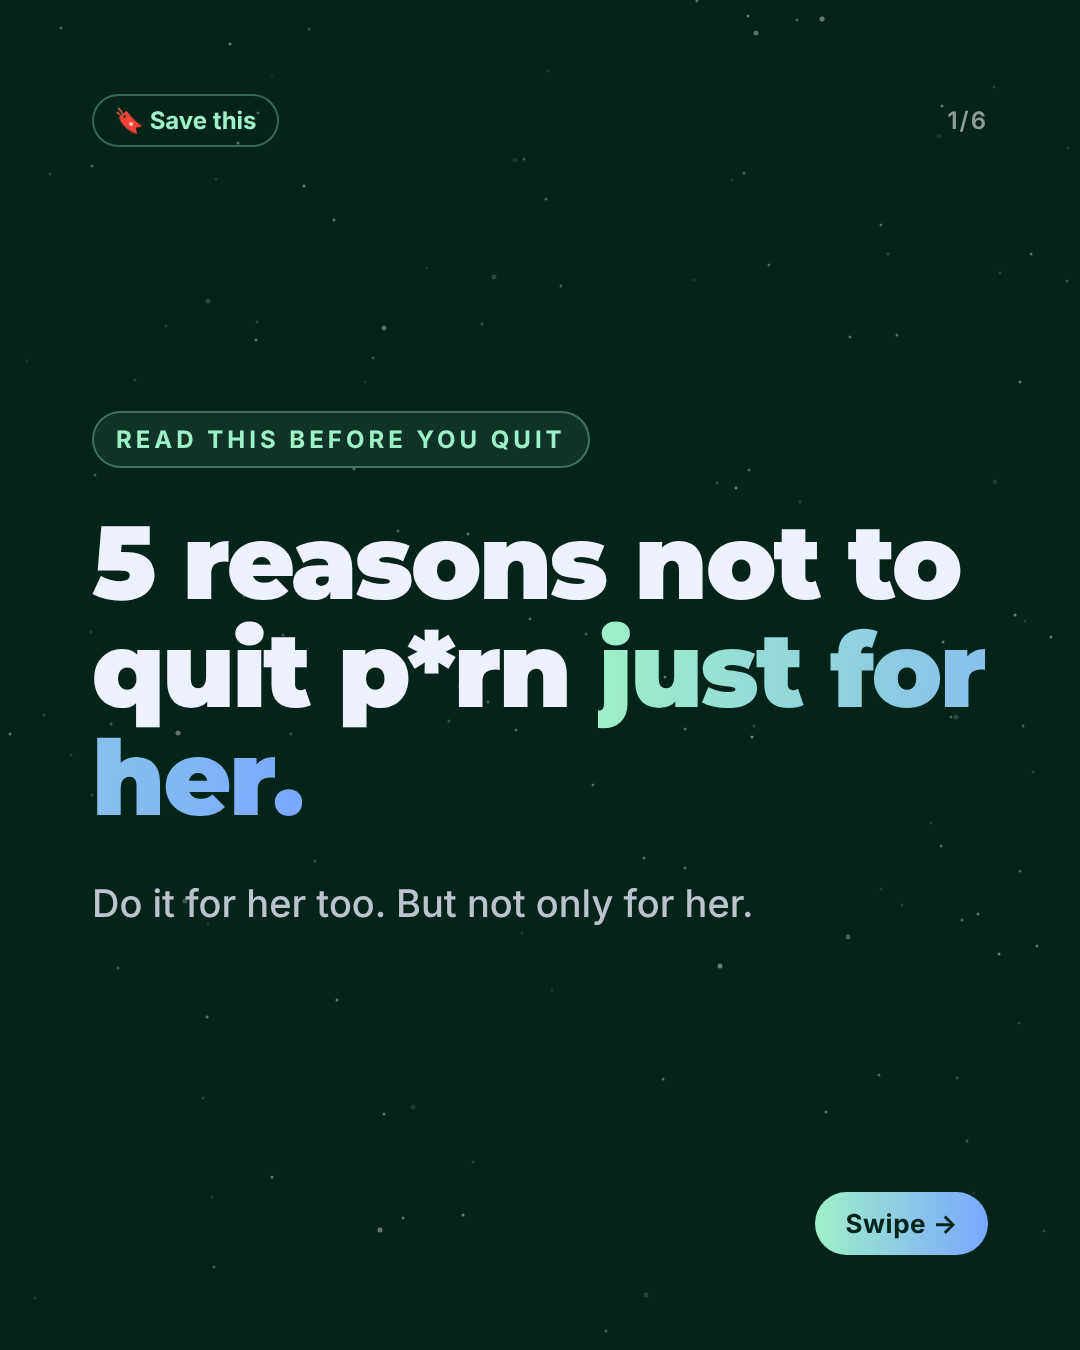 🔖 Save this
1/6
READ THIS BEFORE YOU QUIT
5 reasons not to
quit p*rn just for
her.
Do it for her too. But not only for her.
Swipe →